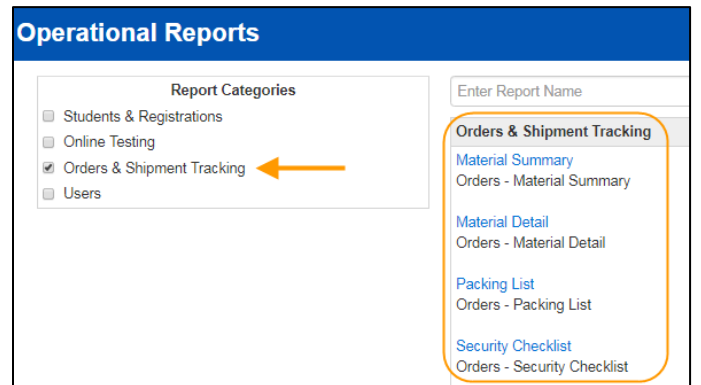 Operational Reports
Report Categories
Students & Registrations
Online Testing
Orders & Shipment Tracking
Users
Enter Report Name
Orders & Shipment Tracking
Material Summary
Orders - Material Summary
Material Detail
Orders - Material Detail
Packing List
Orders - Packing List
Security Checklist
Orders - Security Checklist